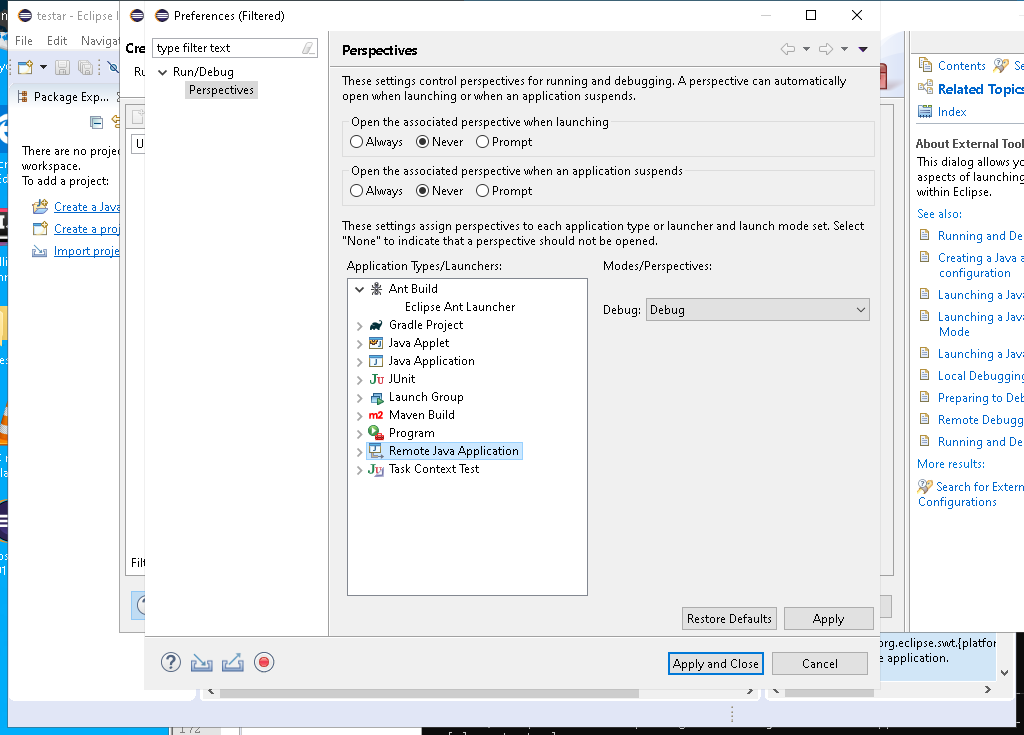 testar - Eclipse I
File Edit Navigat
Package Exp...
There are no projec
workspace.
To add a project:
Create a Java
Create a proj
Import proje
Cre
Ru
U
Filt
Preferences (Filtered)
type filter text
Run/Debug
Perspectives
Perspectives
These settings control perspectives for running and debugging. A perspective can automatically
open when launching or when an application suspends.
Open the associated perspective when launching
Always Never Prompt
Open the associated perspective when an application suspends
Always Never Prompt
These settings assign perspectives to each application type or launcher and launch mode set. Select
"None" to indicate that a perspective should not be opened.
Application Types/Launchers:
Modes/Perspectives:
Ant Build
Eclipse Ant Launcher
Debug: Debug
Gradle Project
Java Applet
Java Application
JUnit
Launch Group
Maven Build
Program
Remote Java Application
Task Context Test
Restore Defaults
Apply
Apply and Close
Cancel
Contents Se
Related Topics
Index
About External Tool
This dialog allows yo
aspects of launching
within Eclipse.
See also:
Running and De
Creating a Java a
configuration
Launching a Java
Launching a Java
Mode
Launching a Java
Local Debugging
Preparing to Deb
Remote Debugg
Running and De
More results:
Search for Extern
Configurations
org.eclipse.swt.{platfor
e application.
172